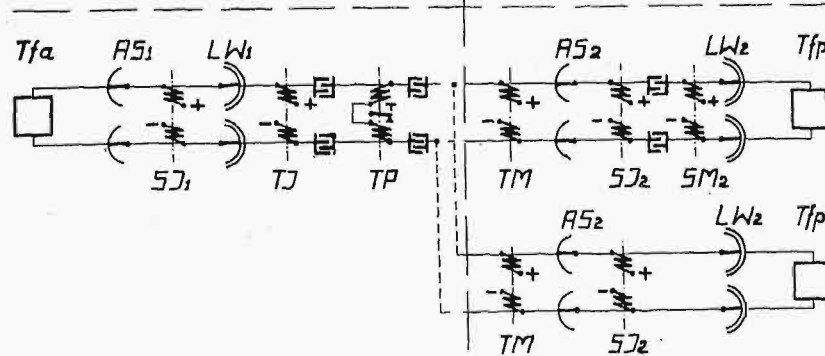 Tfa AS1 LW1 AS2 LW2 Tfp
+ + T + + +
- - - - -
SJ1 TJ TP TM SJ2 SM2
AS2 LW2 Tfp
+ +
- -
TM SJ2